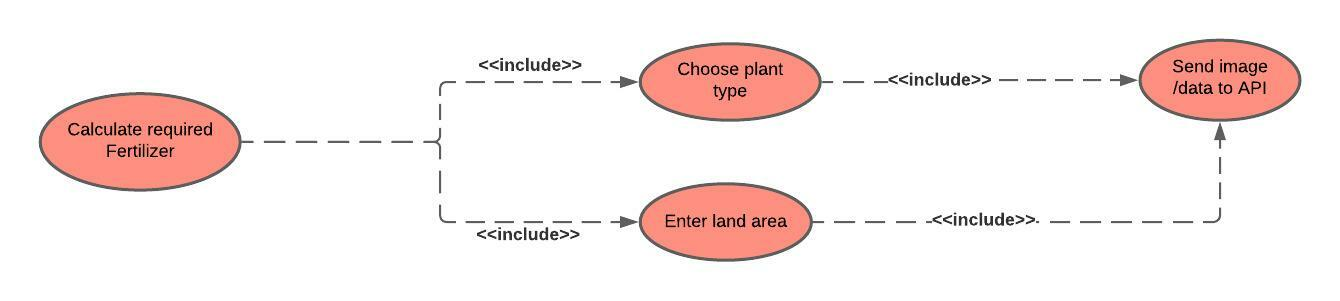 Calculate required
Fertilizer
<<include>>
Choose plant
type
<<include>>
Send image
/data to API
<<include>>
Enter land area
<<include>>